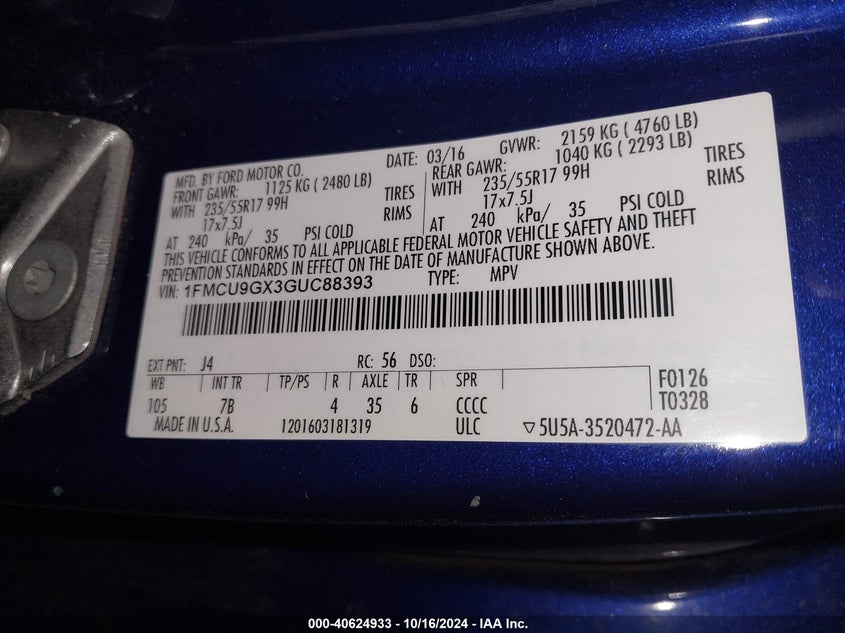 MFD. BY FORD MOTOR CO. DATE: 03/16 GVWR: 2159 KG ( 4760 LB)
FRONT GAWR: 1125 KG ( 2480 LB) REAR GAWR: 1040 KG ( 2293 LB)
WITH 235/55R17 99H TIRES WITH 235/55R17 99H TIRES
17x7.5J RIMS 17x7.5J RIMS
AT 240 kPa/ 35 PSI COLD AT 240 kPa/ 35 PSI COLD
THIS VEHICLE CONFORMS TO ALL APPLICABLE FEDERAL MOTOR VEHICLE SAFETY AND THEFT
PREVENTION STANDARDS IN EFFECT ON THE DATE OF MANUFACTURE SHOWN ABOVE.
VIN: 1FMCU9GX3GUC88393 TYPE: MPV
EXT PNT: J4 RC: 56 DSO:
WB INT TR TP/PS R AXLE TR SPR F0126
105 7B 4 35 6 CCCC T0328
MADE IN U.S.A. 1201603181319 ULC ▽5U5A-3520472-AA
000-40624933 - 10/16/2024 - IAA Inc.